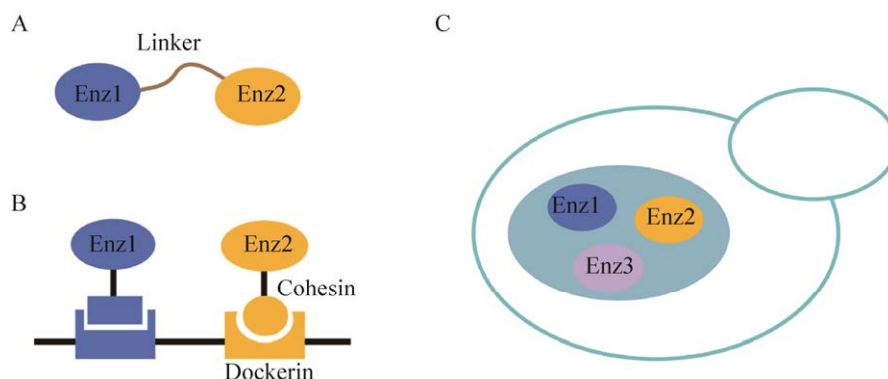 A
Linker
Enz1
Enz2
B
Enz1
Enz2
Cohesin
Dockerin
C
Enz1
Enz2
Enz3